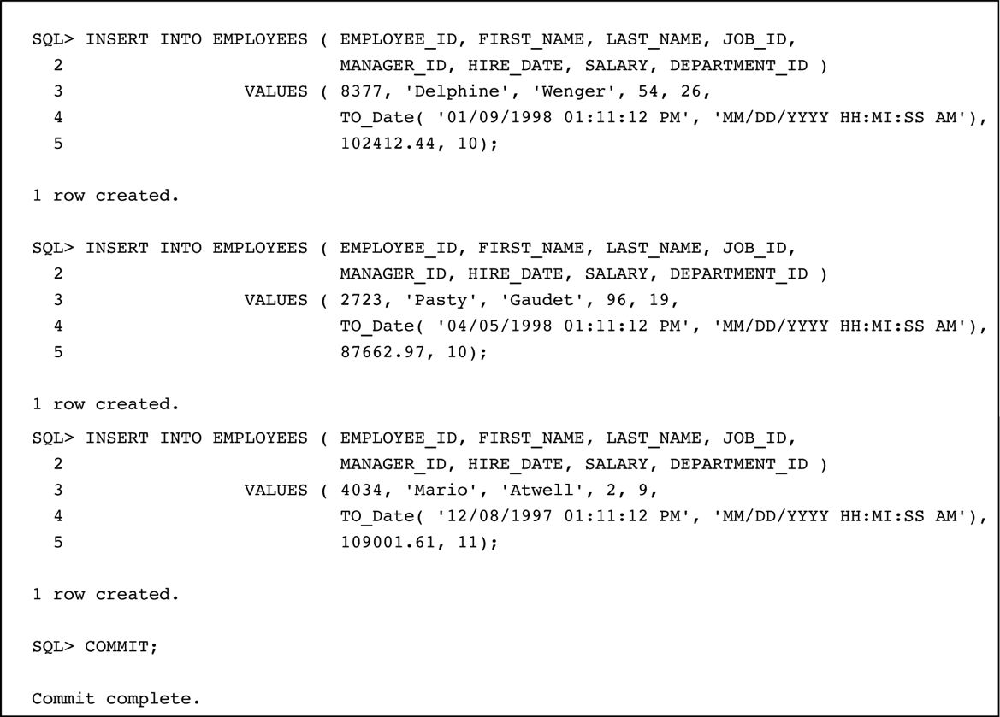 SQL> INSERT INTO EMPLOYEES ( EMPLOYEE_ID, FIRST_NAME, LAST_NAME, JOB_ID,
2 MANAGER_ID, HIRE_DATE, SALARY, DEPARTMENT_ID )
3 VALUES ( 8377, 'Delphine', 'Wenger', 54, 26,
4 TO_Date( '01/09/1998 01:11:12 PM', 'MM/DD/YYYY HH:MI:SS AM'),
5 102412.44, 10);
1 row created.
SQL> INSERT INTO EMPLOYEES ( EMPLOYEE_ID, FIRST_NAME, LAST_NAME, JOB_ID,
2 MANAGER_ID, HIRE_DATE, SALARY, DEPARTMENT_ID )
3 VALUES ( 2723, 'Pasty', 'Gaudet', 96, 19,
4 TO_Date( '04/05/1998 01:11:12 PM', 'MM/DD/YYYY HH:MI:SS AM'),
5 87662.97, 10);
1 row created.
SQL> INSERT INTO EMPLOYEES ( EMPLOYEE_ID, FIRST_NAME, LAST_NAME, JOB_ID,
2 MANAGER_ID, HIRE_DATE, SALARY, DEPARTMENT_ID )
3 VALUES ( 4034, 'Mario', 'Atwell', 2, 9,
4 TO_Date( '12/08/1997 01:11:12 PM', 'MM/DD/YYYY HH:MI:SS AM'),
5 109001.61, 11);
1 row created.
SQL> COMMIT;
Commit complete.